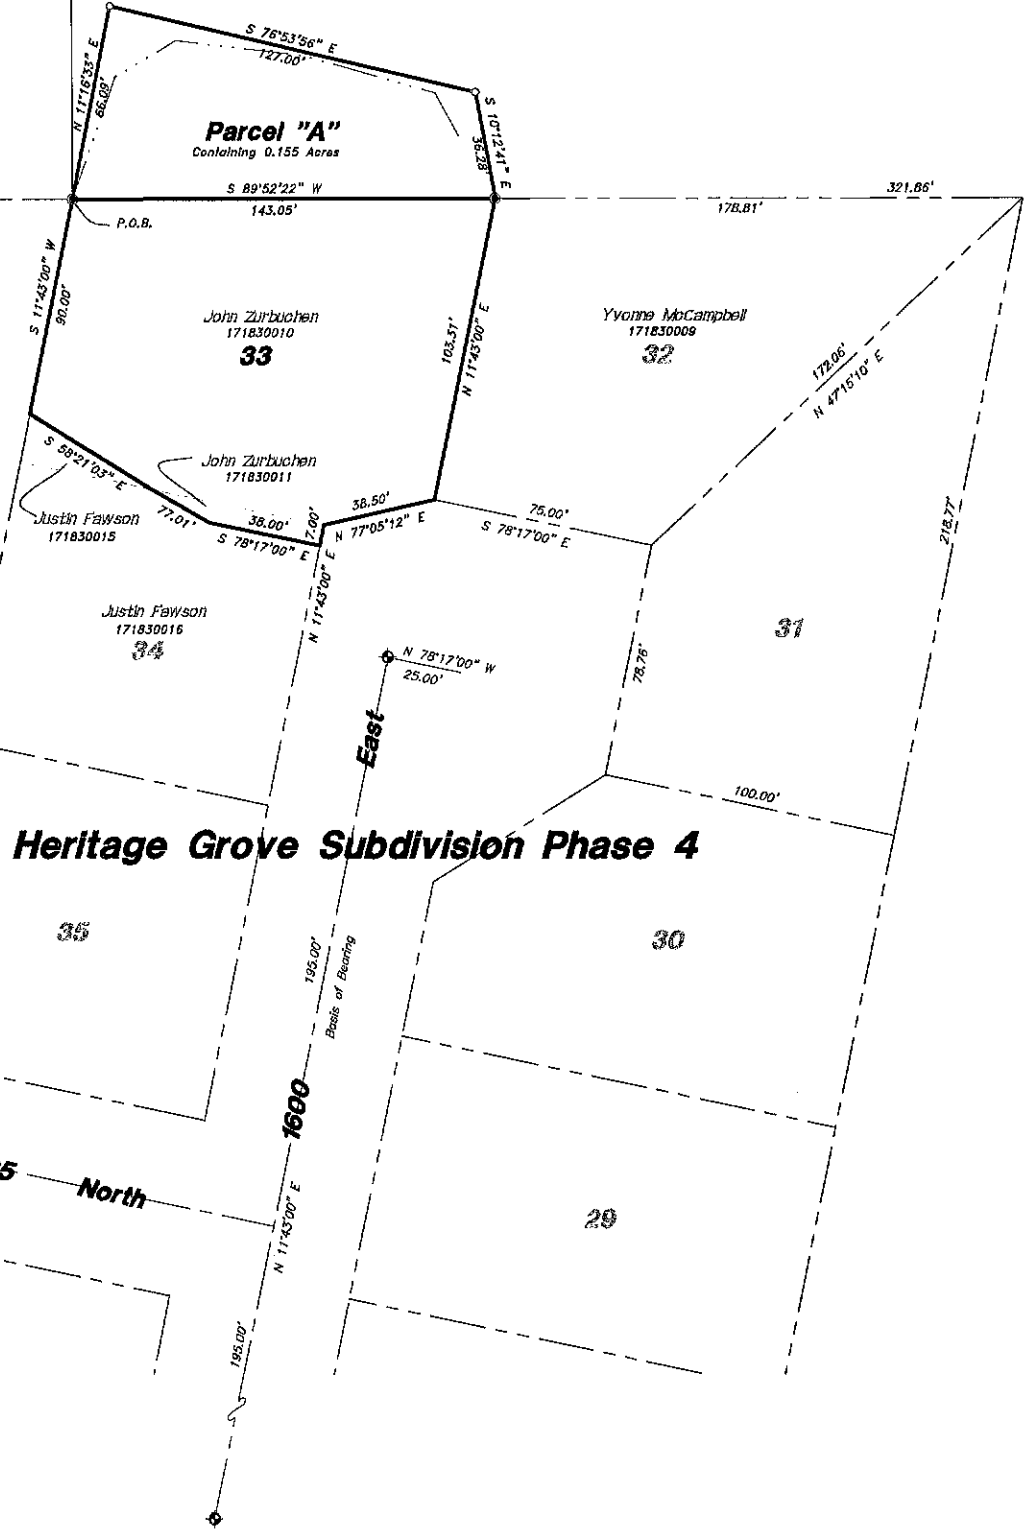 S 76°53'56" E
127.00'
N 11°16'33" E
66.09'
S 10°12'41" E
36.28'
Parcel "A"
Containing 0.155 Acres
S 89°52'22" W
143.05'
321.86'
178.81'
P.O.B.
S 11°43'00" W
90.00'
John Zurbuchen
171830010
33
103.31'
N 11°43'00" E
Yvonne McCampbell
171830009
32
172.06'
N 47°15'10" E
S 58°21'03" E
77.01'
John Zurbuchen
171830011
Justin Fawson
171830015
38.00'
S 78°17'00" E
7.00'
N 11°43'00" E
38.50'
N 77°05'12" E
75.00'
S 78°17'00" E
218.77'
Justin Fawson
171830016
34
31
78.76'
N 78°17'00" W
25.00'
East
100.00'
Heritage Grove Subdivision Phase 4
35
30
195.00'
Basis of Bearing
1600
5 North
N 11°43'00" E
29
195.00'